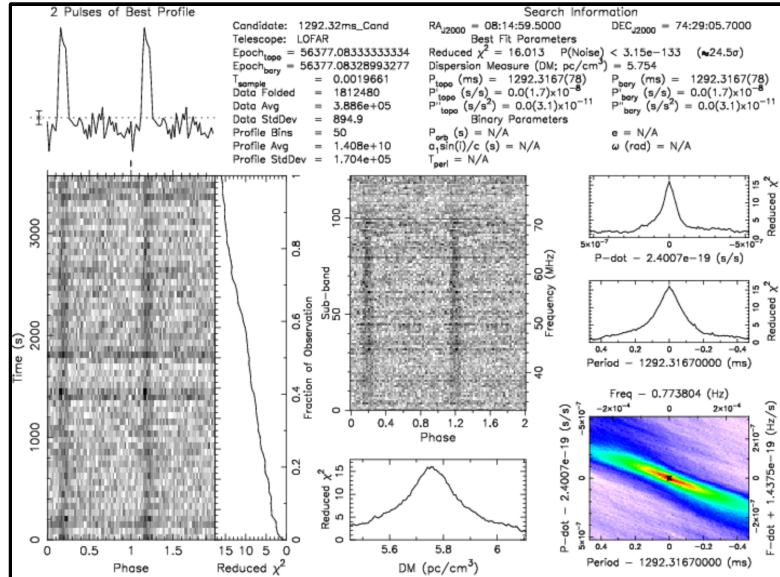 2 Pulses of Best Profile
Search Information
Candidate: 1292.32ms_Cand
RA_J2000 = 08:14:59.5000
DEC_J2000 = 74:29:05.7000
Telescope: LOFAR
Best Fit Parameters
Epoch_topo = 56377.08333333334
Reduced χ² = 16.013 P(Noise) < 3.15e-133 (≈24.5σ)
Epoch_bary = 56377.08328993277
Dispersion Measure (DM; pc/cm³) = 5.754
T_sample = 0.0019661
P_topo (ms) = 1292.3167(78)
P_bary (ms) = 1292.3167(78)
Data Folded = 1812480
P'_topo (s/s) = 0.0(1.7)×10⁻⁸
P'_bary (s/s) = 0.0(1.7)×10⁻⁸
Data Avg = 3.886e+05
P''_topo (s/s²) = 0.0(3.1)×10⁻¹¹
P''_bary (s/s²) = 0.0(3.1)×10⁻¹¹
Data StdDev = 894.9
Binary Parameters
Profile Bins = 50
P_orb (s) = N/A
e = N/A
Profile Avg = 1.408e+10
a₁sin(i)/c (s) = N/A
ω (rad) = N/A
Profile StdDev = 1.704e+05
T_peri = N/A
Time (s)
0 1000 2000 3000
Phase
0 0.5 1 1.5
Fraction of Observation
0 0.2 0.4 0.6 0.8 1
Reduced χ²
15 10 5 0
Sub-band
0 20 40 60 80 100
Frequency (MHz)
40 50 60 70
Phase
0 0.4 0.8 1.2 1.6 2
Reduced χ²
0 5 10 15
DM (pc/cm³)
5.6 5.8 6
Reduced χ²
0 5 10 15
5×10⁻⁷ 0 −5×10⁻⁷
P-dot − 2.4007e-19 (s/s)
Reduced χ²
0 5 10 15
0.4 0.2 0 −0.2 −0.4
Period − 1292.31670000 (ms)
Freq − 0.773804 (Hz)
−2×10⁻⁴ 0 2×10⁻⁴
P-dot − 2.4007e-19 (s/s)
−5×10⁻⁷ 0 5×10⁻⁷
F-dot + 1.4375e-19 (Hz/s)
2×10⁻⁷ 0 −2×10⁻⁷
0.4 0.2 0 −0.2 −0.4
Period − 1292.31670000 (ms)